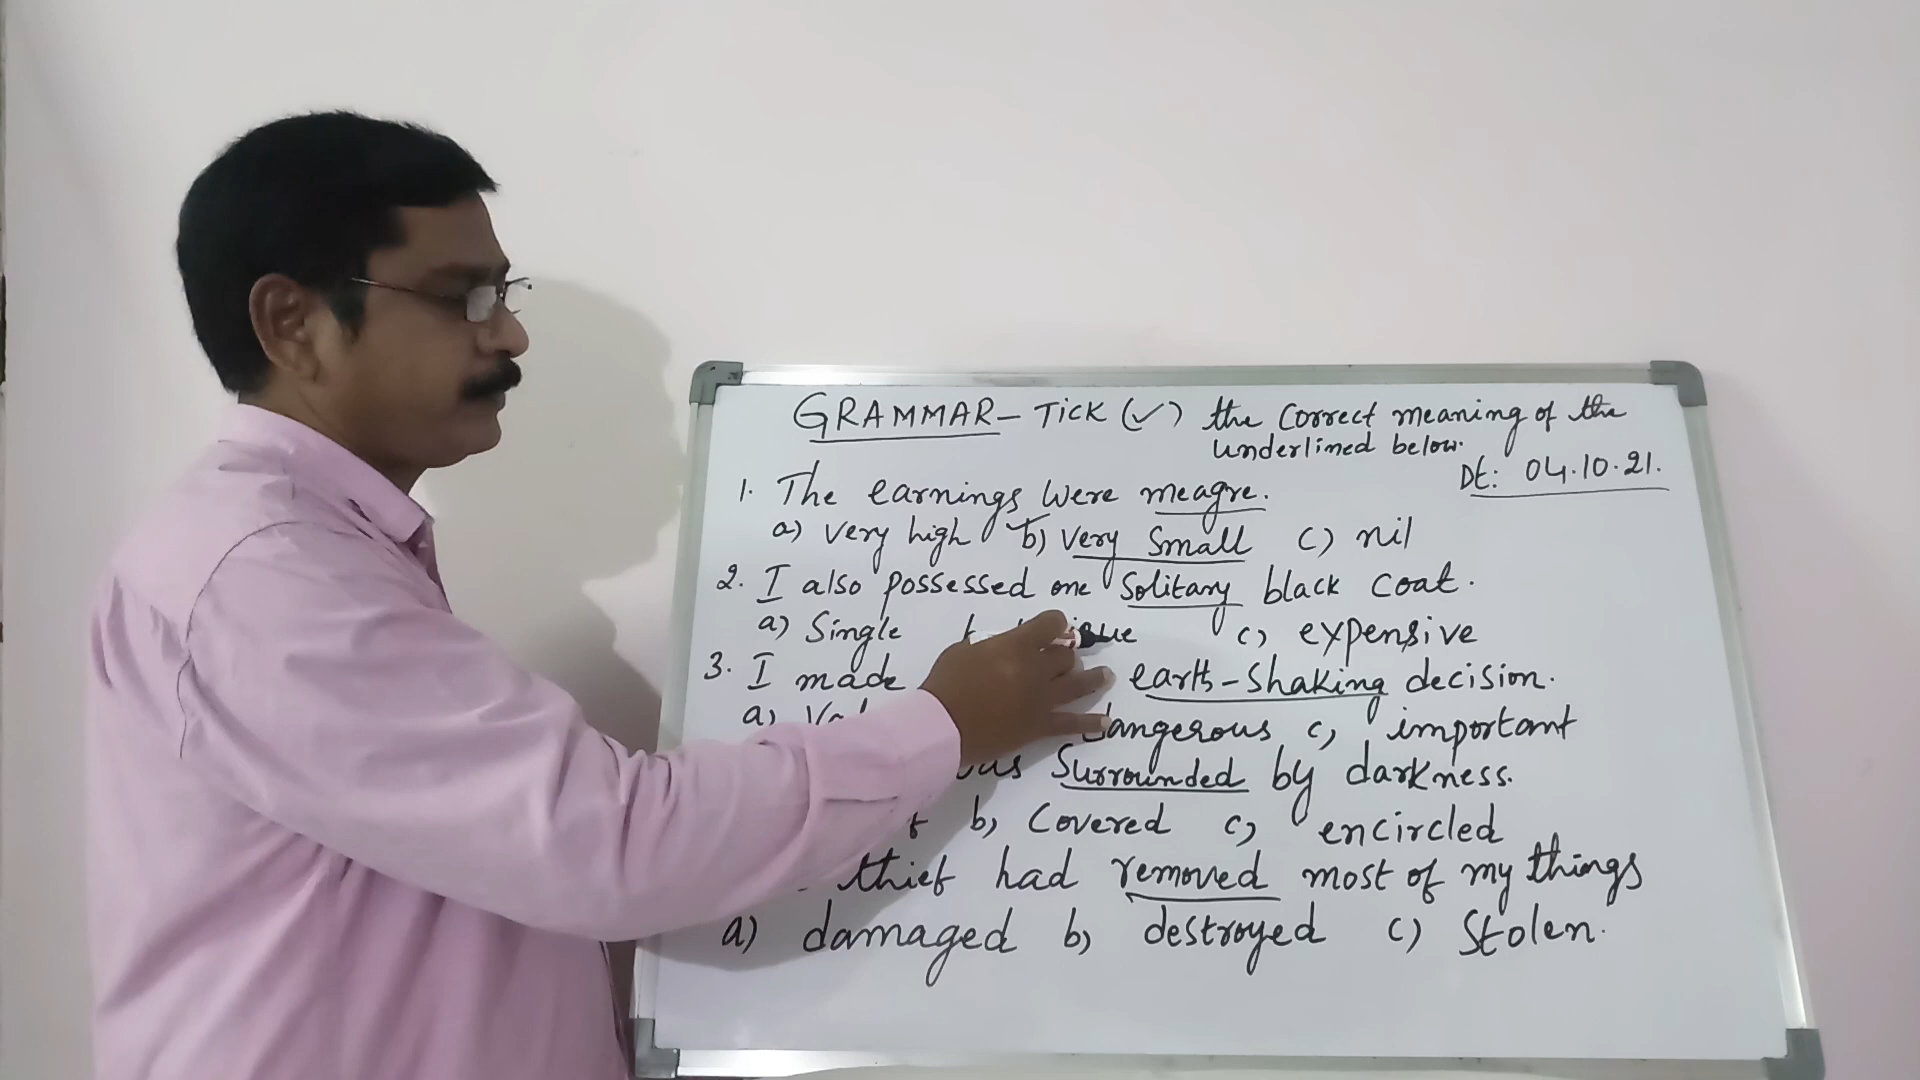 GRAMMAR - TICK (✓) the correct meaning of the
underlined below.
Dt: 04.10.21.
1. The earnings were meagre.
a) very high b) very small c) nil
2. I also possessed one solitary black coat.
a) Single c) expensive
3. I made earth-shaking decision.
a) dangerous c) important
surrounded by darkness.
b) Covered c) encircled
thief had removed most of my things
a) damaged b) destroyed c) Stolen.